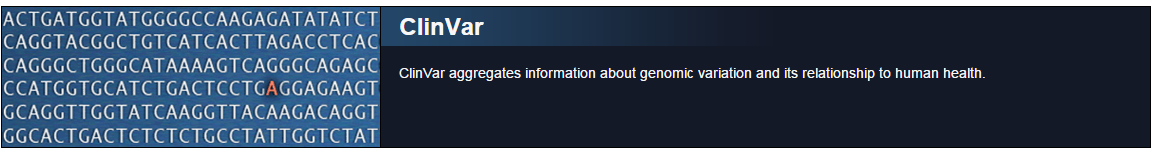 ACTGATGGTATGGGGCCAAGAGATATATCT
CAGGTACGGCTGTCATCACTTAGACCTCAC
CAGGGCTGGGCATAAAAGTCAGGGCAGAGC
CCATGGTGCATCTGACTCCTGAGGAGAAGT
GCAGGTTGGTATCAAGGTTACAAGACAGGT
GGCACTGACTCTCTCTGCCTATTGGTCTAT
ClinVar
ClinVar aggregates information about genomic variation and its relationship to human health.